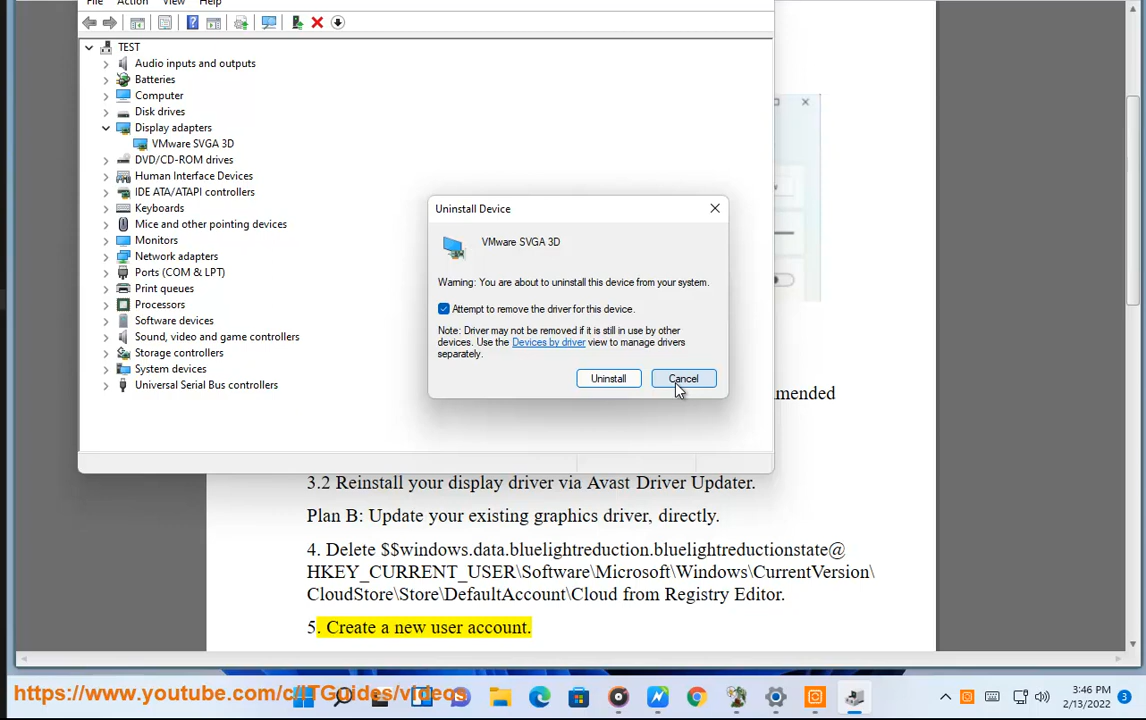 File Action View Help
TEST
Audio inputs and outputs
Batteries
Computer
Disk drives
Display adapters
VMware SVGA 3D
DVD/CD-ROM drives
Human Interface Devices
IDE ATA/ATAPI controllers
Keyboards
Mice and other pointing devices
Monitors
Network adapters
Ports (COM & LPT)
Print queues
Processors
Software devices
Sound, video and game controllers
Storage controllers
System devices
Universal Serial Bus controllers
Uninstall Device
VMware SVGA 3D
Warning: You are about to uninstall this device from your system.
Attempt to remove the driver for this device.
Note: Driver may not be removed if it is still in use by other
devices. Use the Devices by driver view to manage drivers
separately.
Uninstall Cancel
mmended
3.2 Reinstall your display driver via Avast Driver Updater.
Plan B: Update your existing graphics driver, directly.
4. Delete $$windows.data.bluelightreduction.bluelightreductionstate@
HKEY_CURRENT_USER\Software\Microsoft\Windows\CurrentVersion\
CloudStore\Store\DefaultAccount\Cloud from Registry Editor.
5. Create a new user account.
https://www.youtube.com/c/ITGuides/videos
3:46 PM
2/13/2022
3